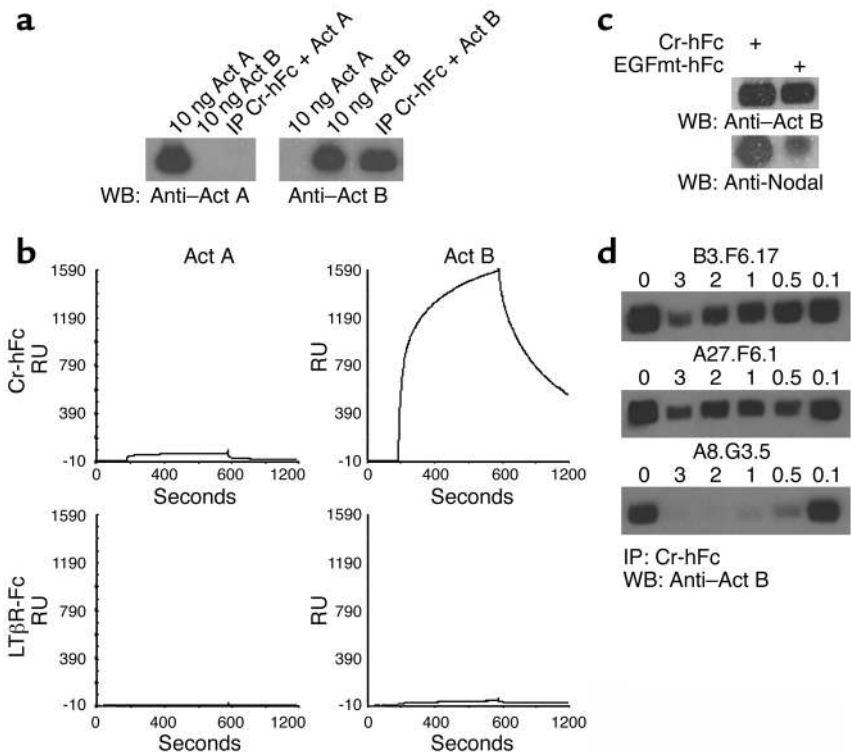 a
10 ng Act A
10 ng Act B
IP Cr-hFc + Act A
10 ng Act A
10 ng Act B
IP Cr-hFc + Act B
WB: Anti–Act A
Anti–Act B
b
Act A
Cr-hFc
RU
1590
1190
790
390
-10
0 400 600 1200
Seconds
Act B
RU
1590
1190
790
390
-10
0 400 600 1200
Seconds
LTβR-Fc
RU
1590
1190
790
390
-10
0 400 600 1200
Seconds
RU
1590
1190
790
390
-10
0 400 600 1200
Seconds
c
Cr-hFc +
EGFmt-hFc +
WB: Anti–Act B
WB: Anti-Nodal
d
B3.F6.17
0 3 2 1 0.5 0.1
A27.F6.1
0 3 2 1 0.5 0.1
A8.G3.5
0 3 2 1 0.5 0.1
IP: Cr-hFc
WB: Anti–Act B